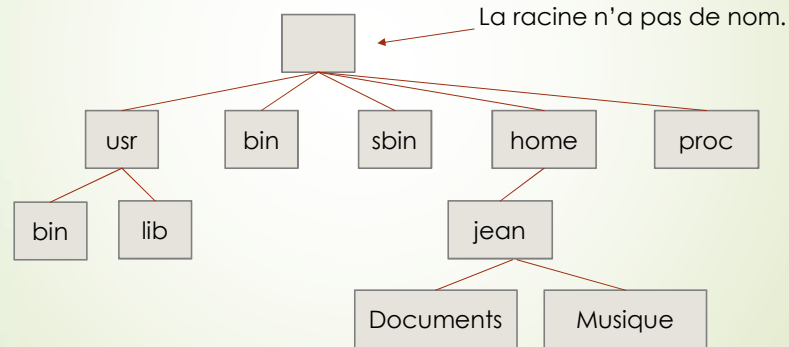 La racine n’a pas de nom.
usr
bin
sbin
home
proc
bin
lib
jean
Documents
Musique